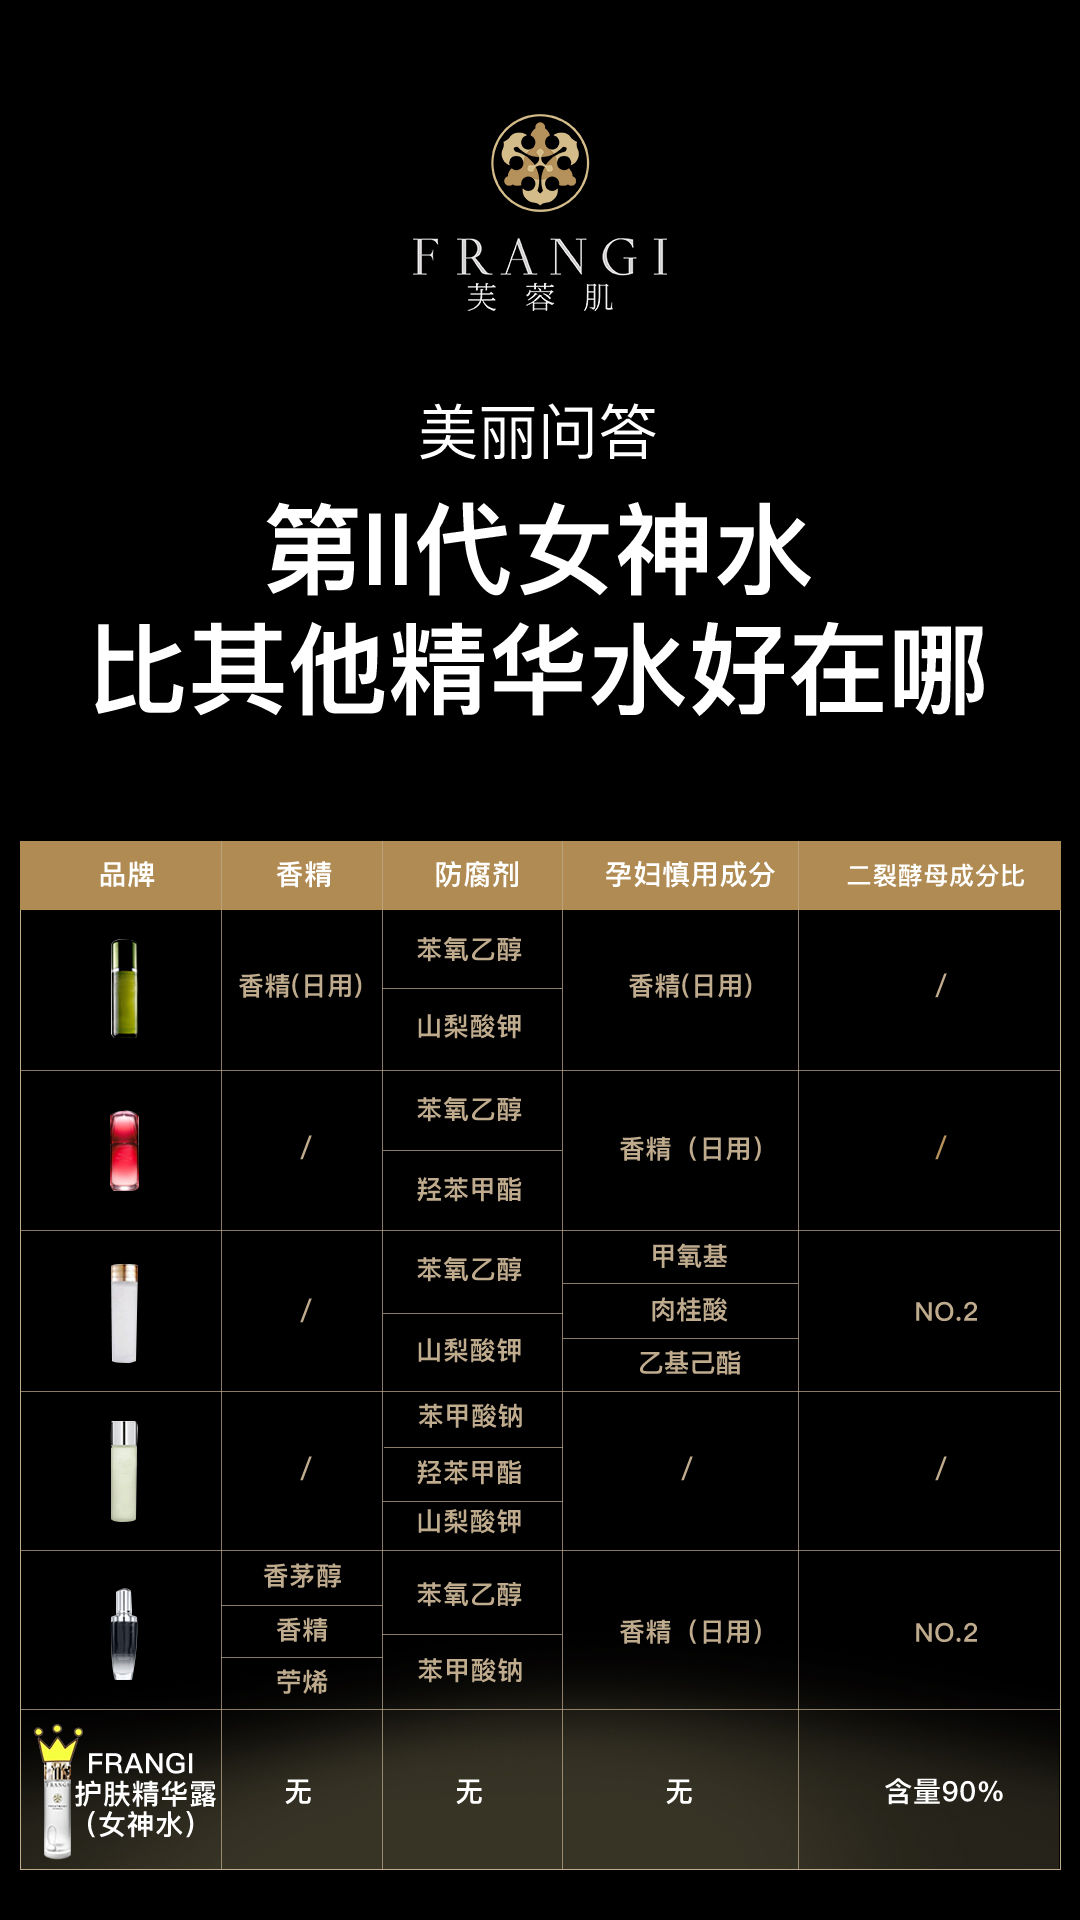 FRANGI
芙蓉肌
美丽问答
第II代女神水
比其他精华水好在哪
品牌 香精 防腐剂 孕妇慎用成分 二裂酵母成分比
香精(日用) 苯氧乙醇 香精(日用) /
山梨酸钾
/ 苯氧乙醇 香精（日用） /
羟苯甲酯
/ 苯氧乙醇 甲氧基 NO.2
肉桂酸
山梨酸钾 乙基己酯
/ 苯甲酸钠 / /
羟苯甲酯
山梨酸钾
香茅醇 苯氧乙醇 香精（日用） NO.2
香精
苧烯 苯甲酸钠
FRANGI
护肤精华露
（女神水）
无 无 无 含量90%
FRANGI